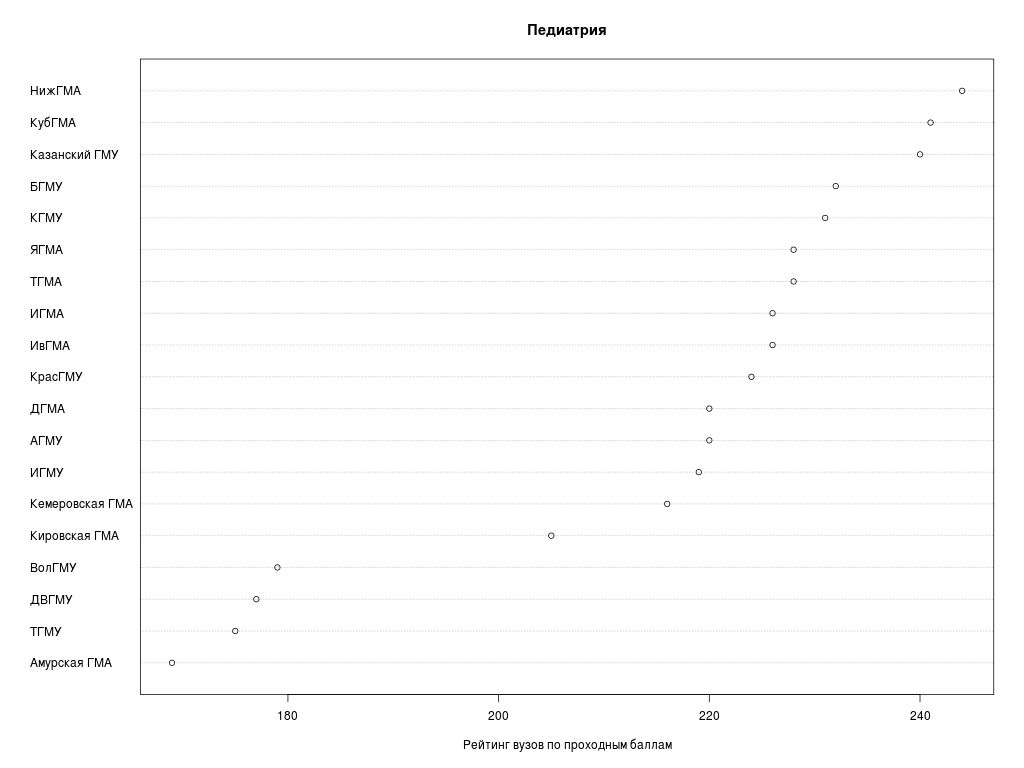 Педиатрия
НижГМА
КубГМА
Казанский ГМУ
БГМУ
КГМУ
ЯГМА
ТГМА
ИГМА
ИвГМА
КрасГМУ
ДГМА
АГМУ
ИГМУ
Кемеровская ГМА
Кировская ГМА
ВолГМУ
ДВГМУ
ТГМУ
Амурская ГМА
180 200 220 240
Рейтинг вузов по проходным баллам